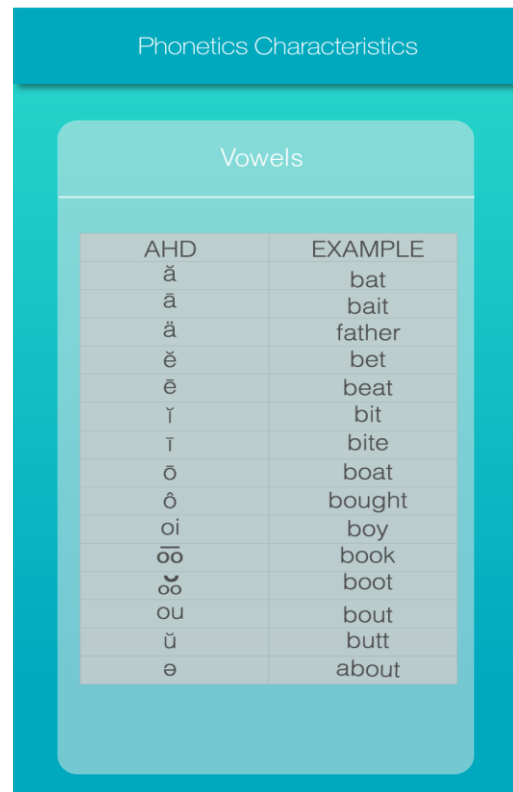 Phonetics Characteristics
Vowels
AHD EXAMPLE
ă bat
ā bait
ä father
ĕ bet
ē beat
ĭ bit
ī bite
ō boat
ô bought
oi boy
o͞o book
o͝o boot
ou bout
ŭ butt
ə about